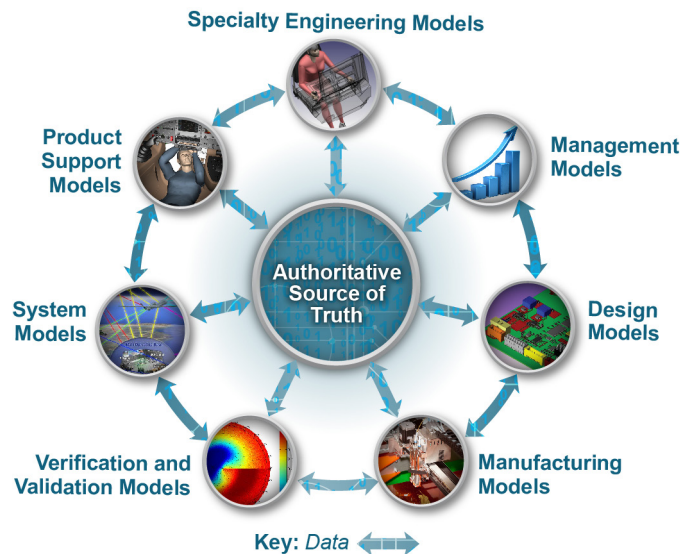 Specialty Engineering Models
Product
Support
Models
Management
Models
Authoritative
Source of
Truth
System
Models
Design
Models
Verification and
Validation Models
Manufacturing
Models
Key: Data